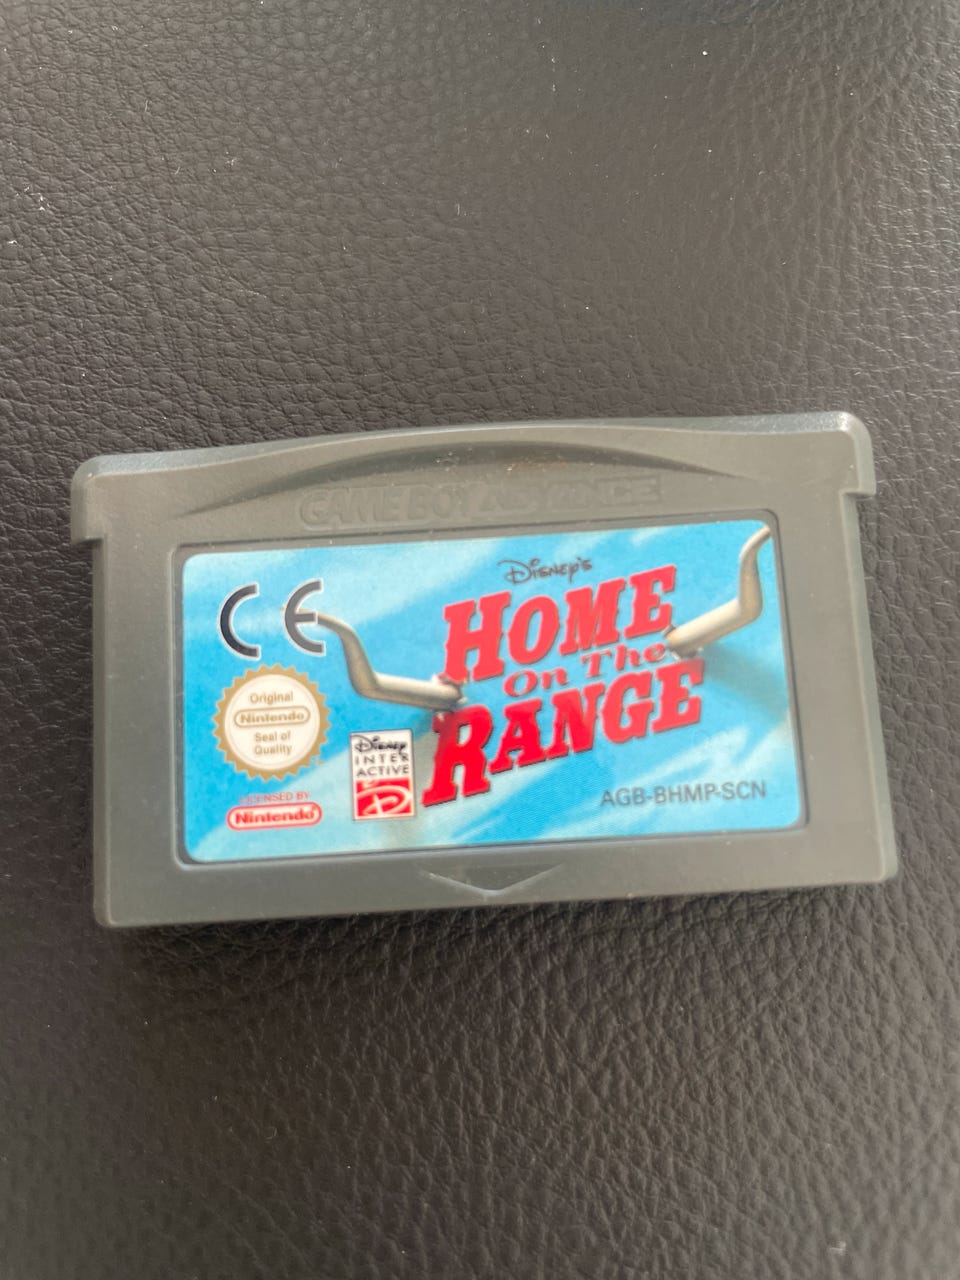 GAME BOY ADVANCE
CE
Disney's
HOME
On The
RANGE
Original
Nintendo
Seal of
Quality
Disney
INTER
ACTIVE
D
LICENSED BY
Nintendo
AGB-BHMP-SCN